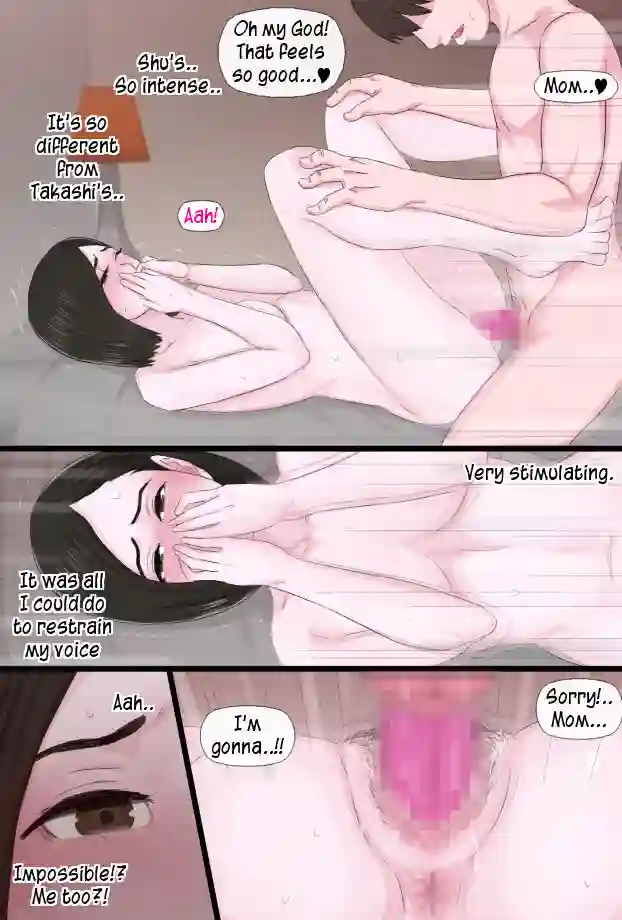 Oh my God!
That feels
so good...♥
Shu's..
So intense..
Mom..♥
It's so
different
from
Takashi's..
Aah!
Very stimulating.
It was all
I could do
to restrain
my voice
Aah..
Impossible!?
Me too?!
I'm
gonna..!!
Sorry!..
Mom...